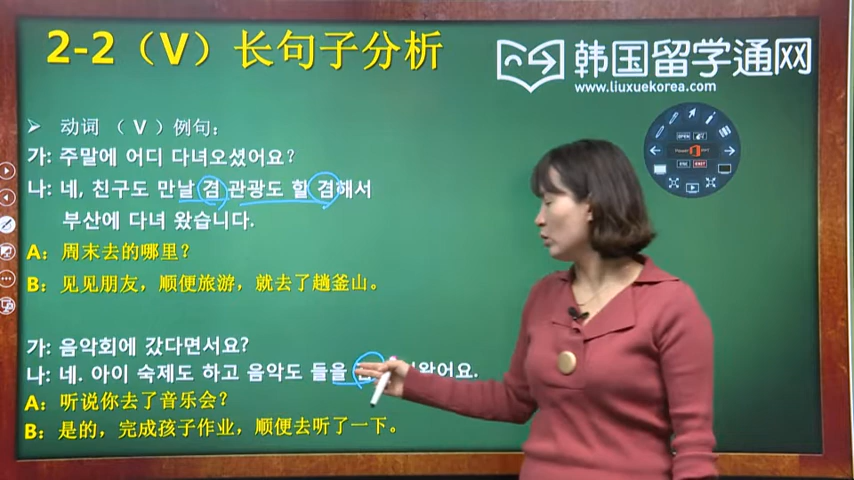 2-2（V）长句子分析
韩国留学通网
www.liuxuekorea.com
➢ 动词 （ V ）例句:
가: 주말에 어디 다녀오셨어요?
나: 네, 친구도 만날 겸 관광도 할 겸해서
부산에 다녀 왔습니다.
A: 周末去的哪里？
B: 见见朋友，顺便旅游，就去了趟釜山。
가: 음악회에 갔다면서요?
나: 네. 아이 숙제도 하고 음악도 들을
A: 听说你去了音乐会？
B: 是的，完成孩子作业，顺便去听了一下。